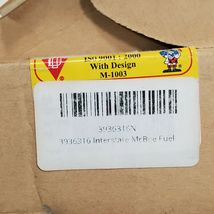 ISO 9001 : 2000
With Design
M-1003
3936316N
3936316 Interstate McBee Fuel